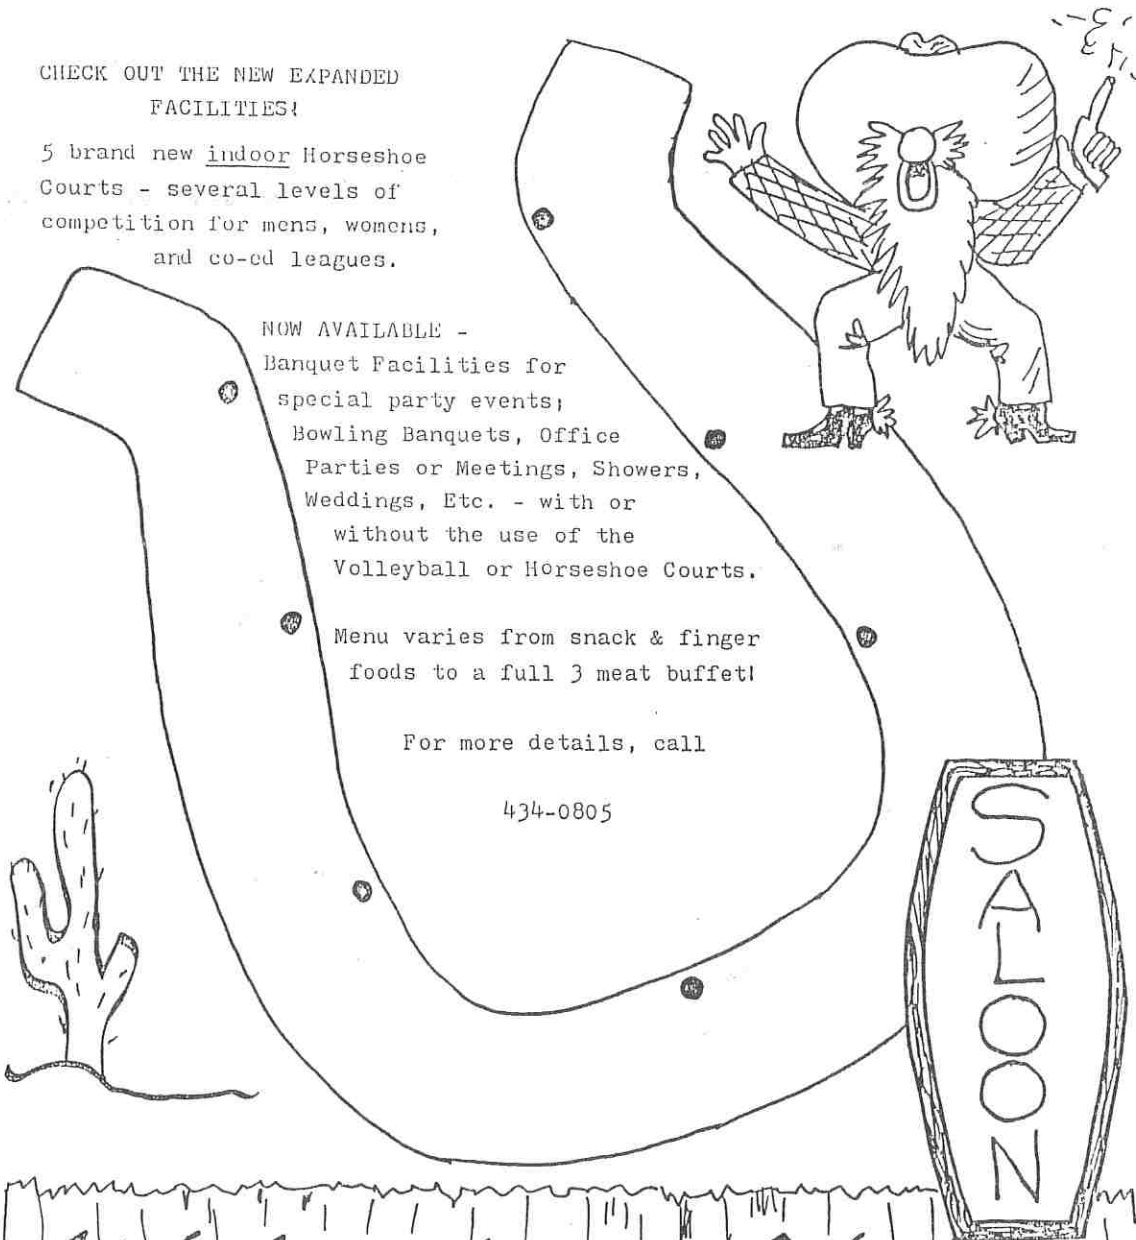 CHECK OUT THE NEW EXPANDED
FACILITIES!
5 brand new indoor Horseshoe
Courts - several levels of
competition for mens, womens,
and co-ed leagues.
NOW AVAILABLE -
Banquet Facilities for
special party events;
Bowling Banquets, Office
Parties or Meetings, Showers,
Weddings, Etc. - with or
without the use of the
Volleyball or Horseshoe Courts.
Menu varies from snack & finger
foods to a full 3 meat buffet!
For more details, call
434-0805
SALOON